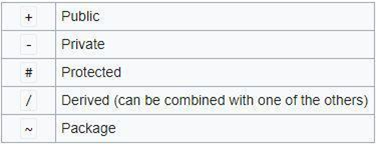 + Public
- Private
# Protected
/ Derived (can be combined with one of the others)
~ Package